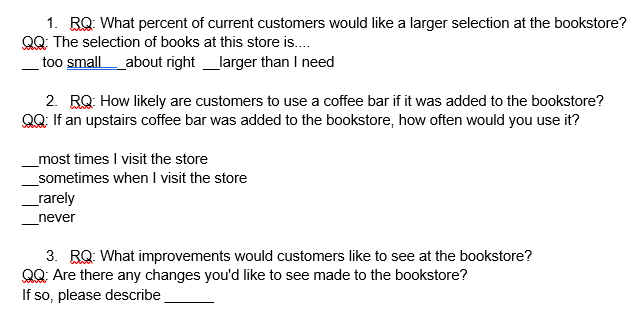 1. RQ: What percent of current customers would like a larger selection at the bookstore?
QQ: The selection of books at this store is....
__ too small __about right __larger than I need
2. RQ: How likely are customers to use a coffee bar if it was added to the bookstore?
QQ: If an upstairs coffee bar was added to the bookstore, how often would you use it?
__most times I visit the store
__sometimes when I visit the store
__rarely
__never
3. RQ: What improvements would customers like to see at the bookstore?
QQ: Are there any changes you'd like to see made to the bookstore?
If so, please describe ______